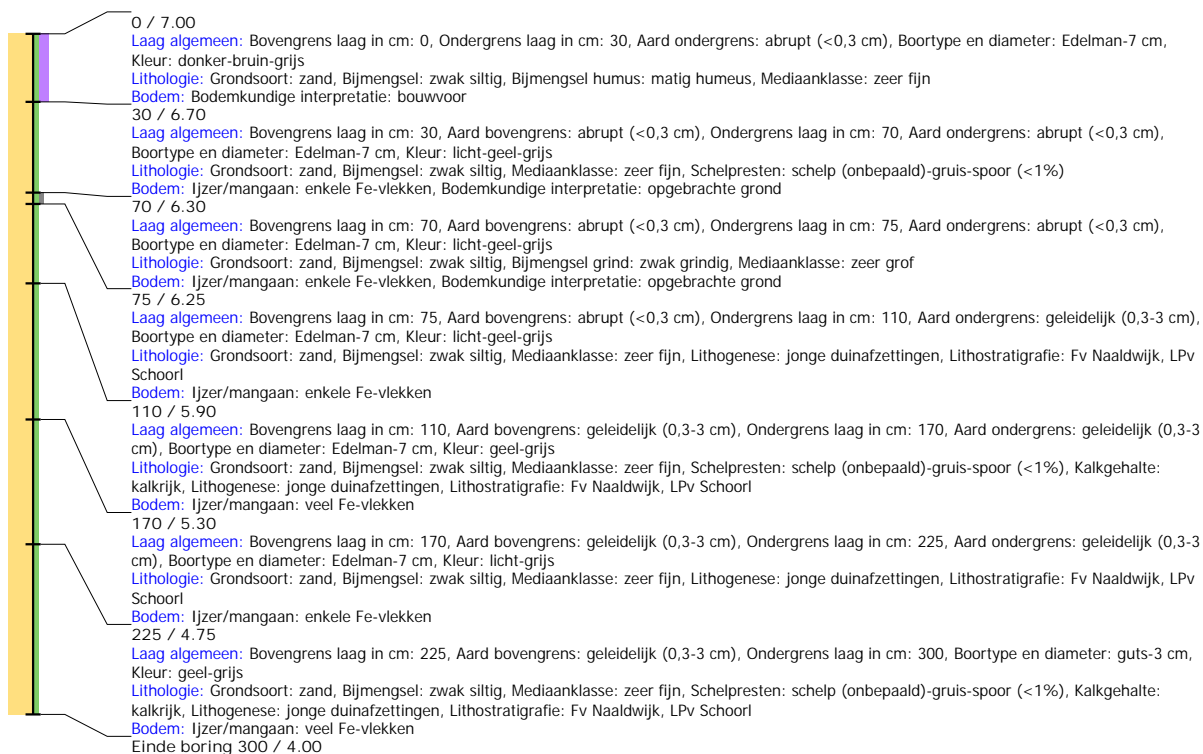 0 / 7.00
Laag algemeen: Bovengrens laag in cm: 0, Ondergrens laag in cm: 30, Aard ondergrens: abrupt (<0,3 cm), Boortype en diameter: Edelman-7 cm,
Kleur: donker-bruin-grijs
Lithologie: Grondsoort: zand, Bijmengsel: zwak siltig, Bijmengsel humus: matig humeus, Mediaanklasse: zeer fijn
Bodem: Bodemkundige interpretatie: bouwvoor
30 / 6.70
Laag algemeen: Bovengrens laag in cm: 30, Aard bovengrens: abrupt (<0,3 cm), Ondergrens laag in cm: 70, Aard ondergrens: abrupt (<0,3 cm),
Boortype en diameter: Edelman-7 cm, Kleur: licht-geel-grijs
Lithologie: Grondsoort: zand, Bijmengsel: zwak siltig, Mediaanklasse: zeer fijn, Schelpresten: schelp (onbepaald)-gruis-spoor (<1%)
Bodem: Ijzer/mangaan: enkele Fe-vlekken, Bodemkundige interpretatie: opgebrachte grond
70 / 6.30
Laag algemeen: Bovengrens laag in cm: 70, Aard bovengrens: abrupt (<0,3 cm), Ondergrens laag in cm: 75, Aard ondergrens: abrupt (<0,3 cm),
Boortype en diameter: Edelman-7 cm, Kleur: licht-geel-grijs
Lithologie: Grondsoort: zand, Bijmengsel: zwak siltig, Bijmengsel grind: zwak grindig, Mediaanklasse: zeer grof
Bodem: Ijzer/mangaan: enkele Fe-vlekken, Bodemkundige interpretatie: opgebrachte grond
75 / 6.25
Laag algemeen: Bovengrens laag in cm: 75, Aard bovengrens: abrupt (<0,3 cm), Ondergrens laag in cm: 110, Aard ondergrens: geleidelijk (0,3-3 cm),
Boortype en diameter: Edelman-7 cm, Kleur: licht-geel-grijs
Lithologie: Grondsoort: zand, Bijmengsel: zwak siltig, Mediaanklasse: zeer fijn, Lithogenese: jonge duinafzettingen, Lithostratigrafie: Fv Naaldwijk, LPv
Schoorl
Bodem: Ijzer/mangaan: enkele Fe-vlekken
110 / 5.90
Laag algemeen: Bovengrens laag in cm: 110, Aard bovengrens: geleidelijk (0,3-3 cm), Ondergrens laag in cm: 170, Aard ondergrens: geleidelijk (0,3-3
cm), Boortype en diameter: Edelman-7 cm, Kleur: geel-grijs
Lithologie: Grondsoort: zand, Bijmengsel: zwak siltig, Mediaanklasse: zeer fijn, Schelpresten: schelp (onbepaald)-gruis-spoor (<1%), Kalkgehalte:
kalkrijk, Lithogenese: jonge duinafzettingen, Lithostratigrafie: Fv Naaldwijk, LPv Schoorl
Bodem: Ijzer/mangaan: veel Fe-vlekken
170 / 5.30
Laag algemeen: Bovengrens laag in cm: 170, Aard bovengrens: geleidelijk (0,3-3 cm), Ondergrens laag in cm: 225, Aard ondergrens: geleidelijk (0,3-3
cm), Boortype en diameter: Edelman-7 cm, Kleur: licht-grijs
Lithologie: Grondsoort: zand, Bijmengsel: zwak siltig, Mediaanklasse: zeer fijn, Lithogenese: jonge duinafzettingen, Lithostratigrafie: Fv Naaldwijk, LPv
Schoorl
Bodem: Ijzer/mangaan: enkele Fe-vlekken
225 / 4.75
Laag algemeen: Bovengrens laag in cm: 225, Aard bovengrens: geleidelijk (0,3-3 cm), Ondergrens laag in cm: 300, Boortype en diameter: guts-3 cm,
Kleur: geel-grijs
Lithologie: Grondsoort: zand, Bijmengsel: zwak siltig, Mediaanklasse: zeer fijn, Schelpresten: schelp (onbepaald)-gruis-spoor (<1%), Kalkgehalte:
kalkrijk, Lithogenese: jonge duinafzettingen, Lithostratigrafie: Fv Naaldwijk, LPv Schoorl
Bodem: Ijzer/mangaan: veel Fe-vlekken
Einde boring 300 / 4.00